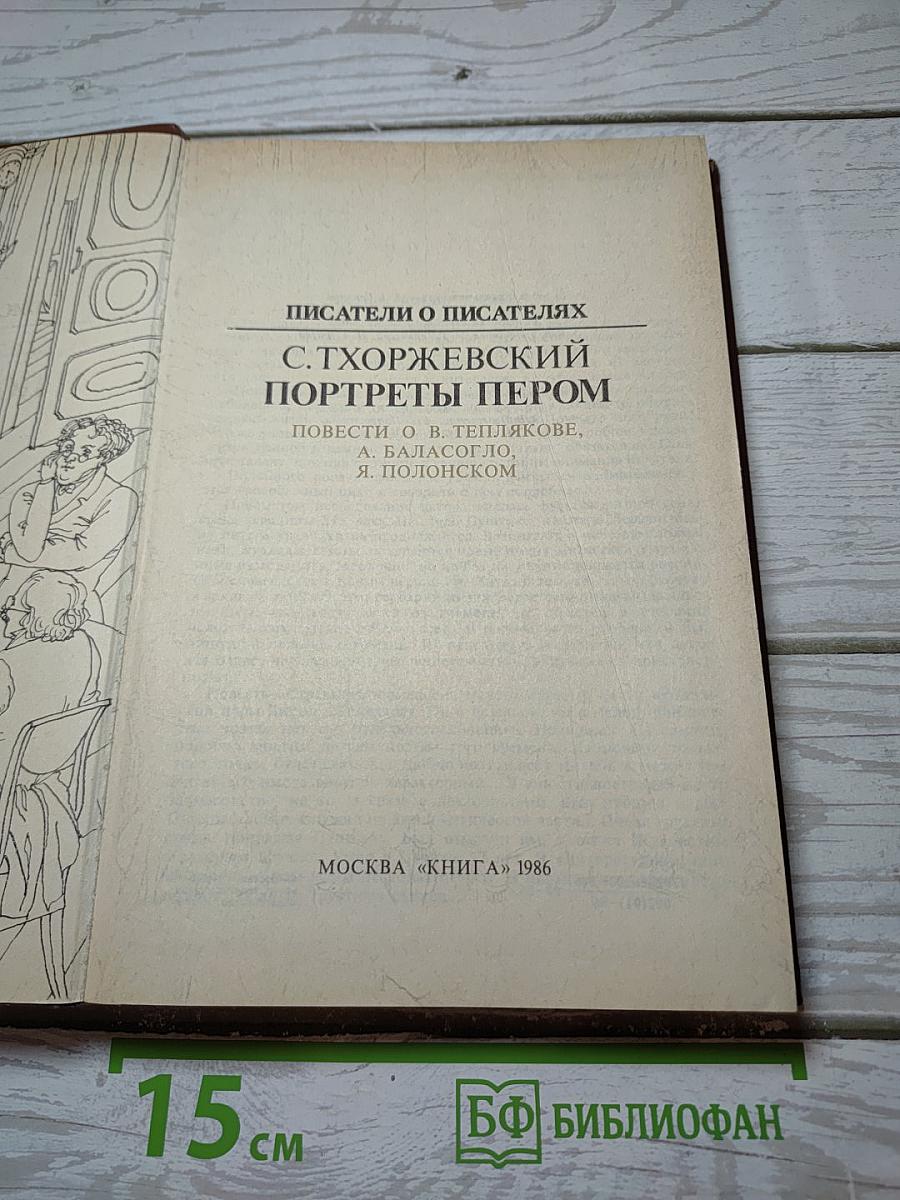 ПИСАТЕЛИ О ПИСАТЕЛЯХ
С. ТХОРЖЕВСКИЙ
ПОРТРЕТЫ ПЕРОМ
ПОВЕСТИ О В. ТЕПЛЯКОВЕ,
А. БАЛАСОГЛО,
Я. ПОЛОНСКОМ
МОСКВА «КНИГА» 1986
15 см
БФ БИБЛИОФАН